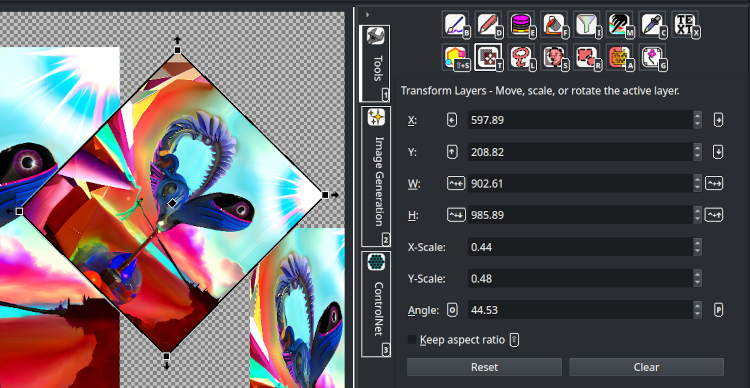 B D E F I M C TEXT X
⇧+S T L S R A G
Tools
1
Image Generation
2
ControlNet
3
Transform Layers - Move, scale, or rotate the active layer.
X: ← 597.89 →
Y: ↑ 208.82 ↓
W: ^+← 902.61 ^+→
H: ^+↓ 985.89 ^+↑
X-Scale: 0.44
Y-Scale: 0.48
Angle: O 44.53 P
Keep aspect ratio ⇧
Reset Clear